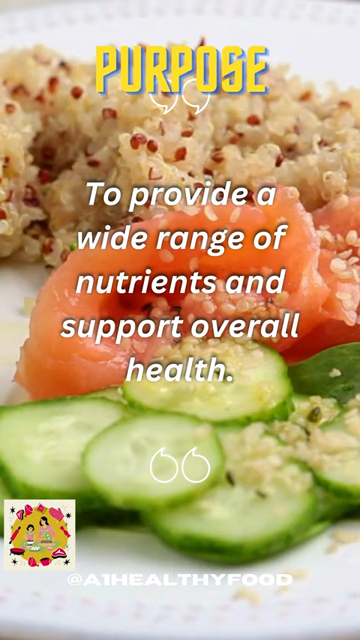 PURPOSE
To provide a
wide range of
nutrients and
support overall
health.
@A1HEALTHYFOOD